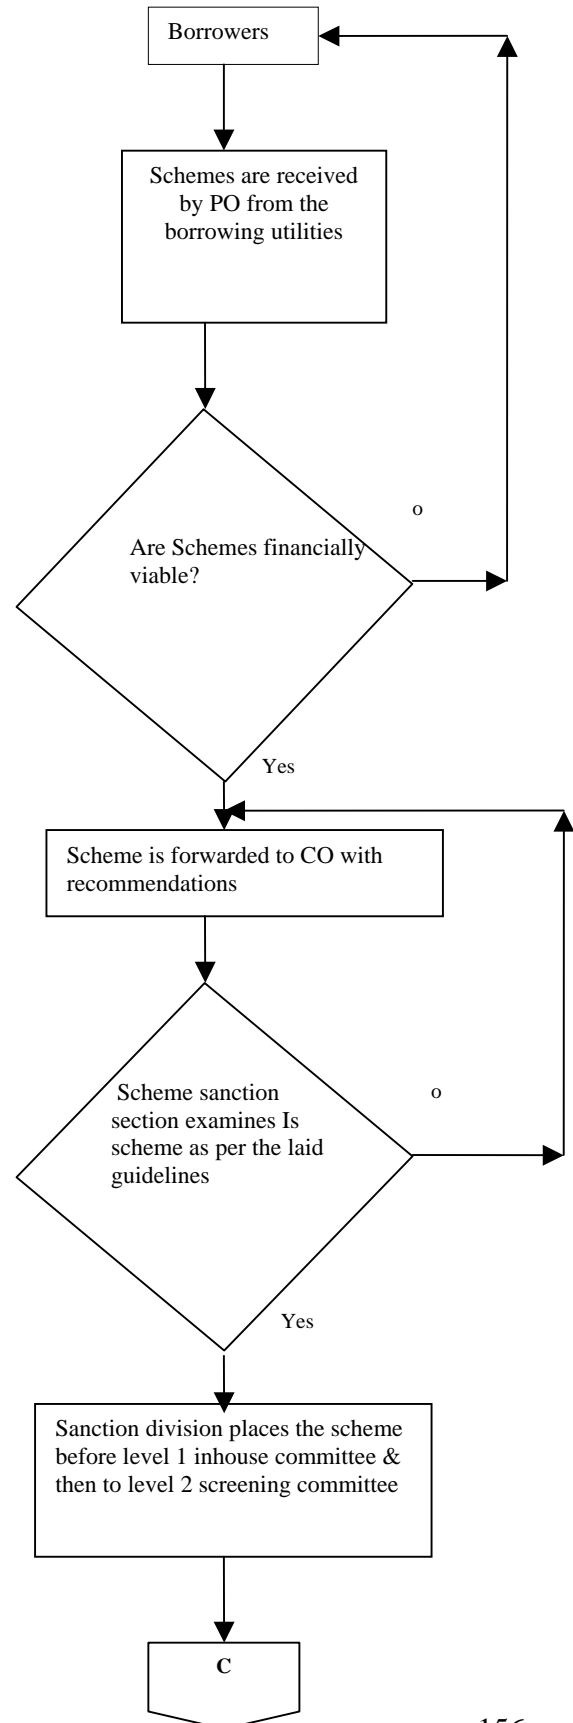 Borrowers
Schemes are received
by PO from the
borrowing utilities
o
Are Schemes financially
viable?
Yes
Scheme is forwarded to CO with
recommendations
Scheme sanction
section examines Is
scheme as per the laid
guidelines
o
Yes
Sanction division places the scheme
before level 1 inhouse committee &
then to level 2 screening committee
C
156